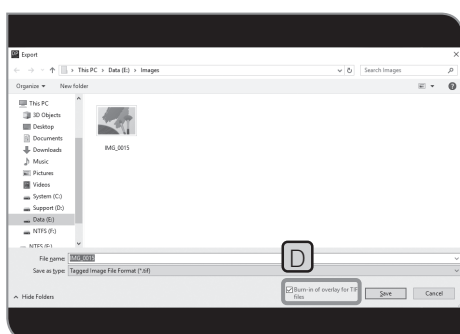 Export
This PC > Data (E:) > Images
Search Images
Organize
New folder
This PC
3D Objects
Desktop
Documents
Downloads
Music
Pictures
Videos
System (C:)
Support (D:)
Data (E:)
NTFS (F:)
IMG_0015
D
File name: IMG_0015
Save as type: Tagged Image File Format (*.tif)
Hide Folders
Burn-in of overlay for TIF
files
Save
Cancel